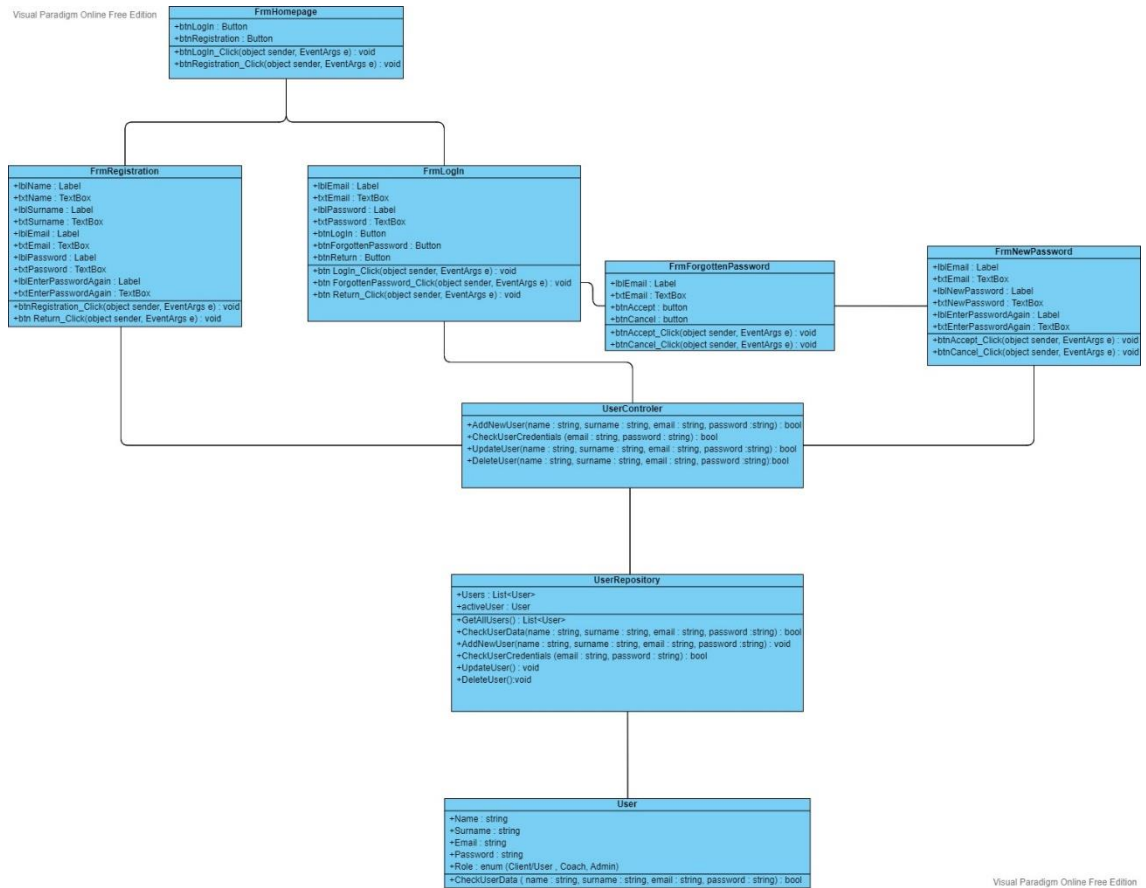 Visual Paradigm Online Free Edition
FrmHomepage
+btnLogIn : Button
+btnRegistration : Button
+btnLogIn_Click(object sender, EventArgs e) : void
+btnRegistration_Click(object sender, EventArgs e) : void
FrmRegistration
+lblName : Label
+txtName : TextBox
+lblSurname : Label
+txtSurname : TextBox
+lblEmail : Label
+txtEmail : TextBox
+lblPassword : Label
+txtPassword : TextBox
+lblEnterPasswordAgain : Label
+txtEnterPasswordAgain : TextBox
+btnRegistration_Click(object sender, EventArgs e) : void
+btn Return_Click(object sender, EventArgs e) : void
FrmLogIn
+lblEmail : Label
+txtEmail : TextBox
+lblPassword : Label
+txtPassword : TextBox
+btnLogIn : Button
+btnForgottenPassword : Button
+btnReturn : Button
+btn LogIn_Click(object sender, EventArgs e) : void
+btn ForgottenPassword_Click(object sender, EventArgs e) : void
+btn Return_Click(object sender, EventArgs e) : void
FrmForgottenPassword
+lblEmail : Label
+txtEmail : TextBox
+btnAccept : button
+btnCancel : button
+btnAccept_Click(object sender, EventArgs e) : void
+btnCancel_Click(object sender, EventArgs e) : void
FrmNewPassword
+lblEmail : Label
+txtEmail : TextBox
+lblNewPassword : Label
+txtNewPassword : TextBox
+lblEnterPasswordAgain : Label
+txtEnterPasswordAgain : TextBox
+btnAccept_Click(object sender, EventArgs e) : void
+btnCancel_Click(object sender, EventArgs e) : void
UserControler
+AddNewUser(name : string, surname : string, email : string, password :string) : bool
+CheckUserCredentials (email : string, password : string) : bool
+UpdateUser(name : string, surname : string, email : string, password :string) : bool
+DeleteUser(name : string, surname : string, email : string, password :string):bool
UserRepository
+Users : List<User>
+activeUser : User
+GetAllUsers() : List<User>
+CheckUserData(name : string, surname : string, email : string, password :string) : bool
+AddNewUser(name : string, surname : string, email : string, password :string) : void
+CheckUserCredentials (email : string, password : string) : bool
+UpdateUser() : void
+DeleteUser():void
User
+Name : string
+Surname : string
+Email : string
+Password : string
+Role : enum (Client/User , Coach, Admin)
+CheckUserData ( name : string, surname : string, email : string, password : string) : bool
Visual Paradigm Online Free Edition